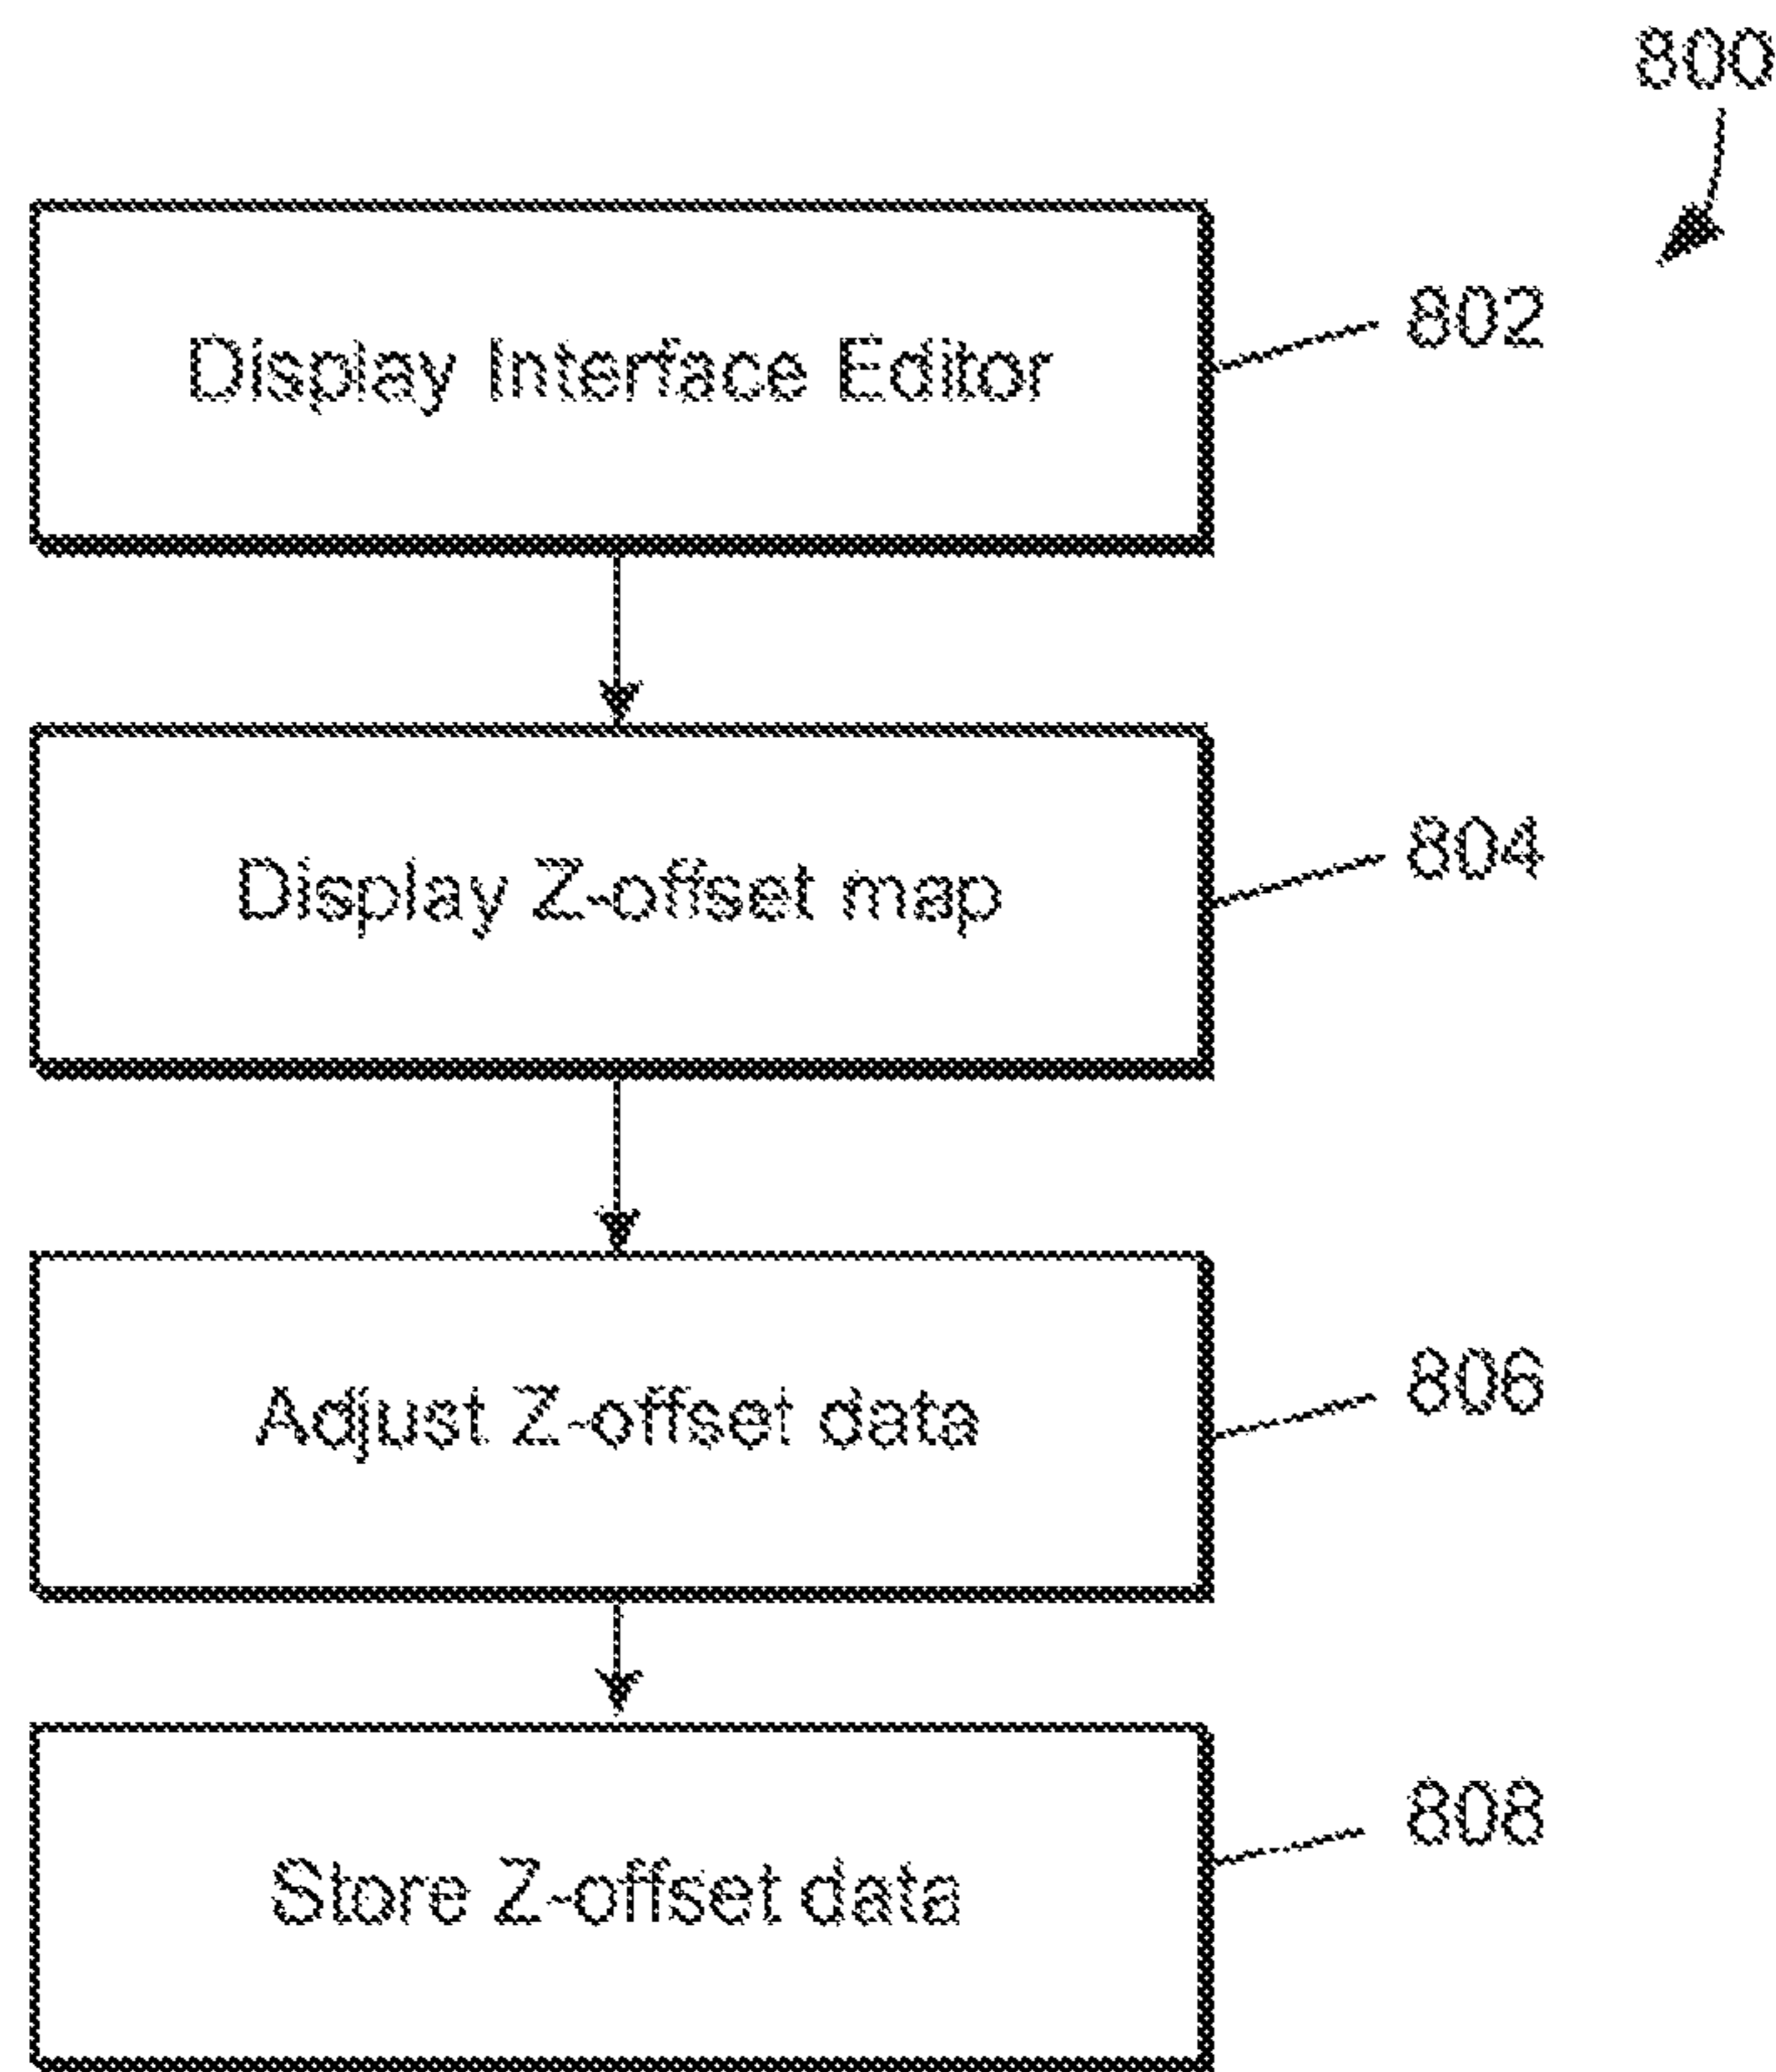 800
Display Interface Editor
802
Display Z-offset map
804
Adjust Z-offset data
806
Store Z-offset data
808